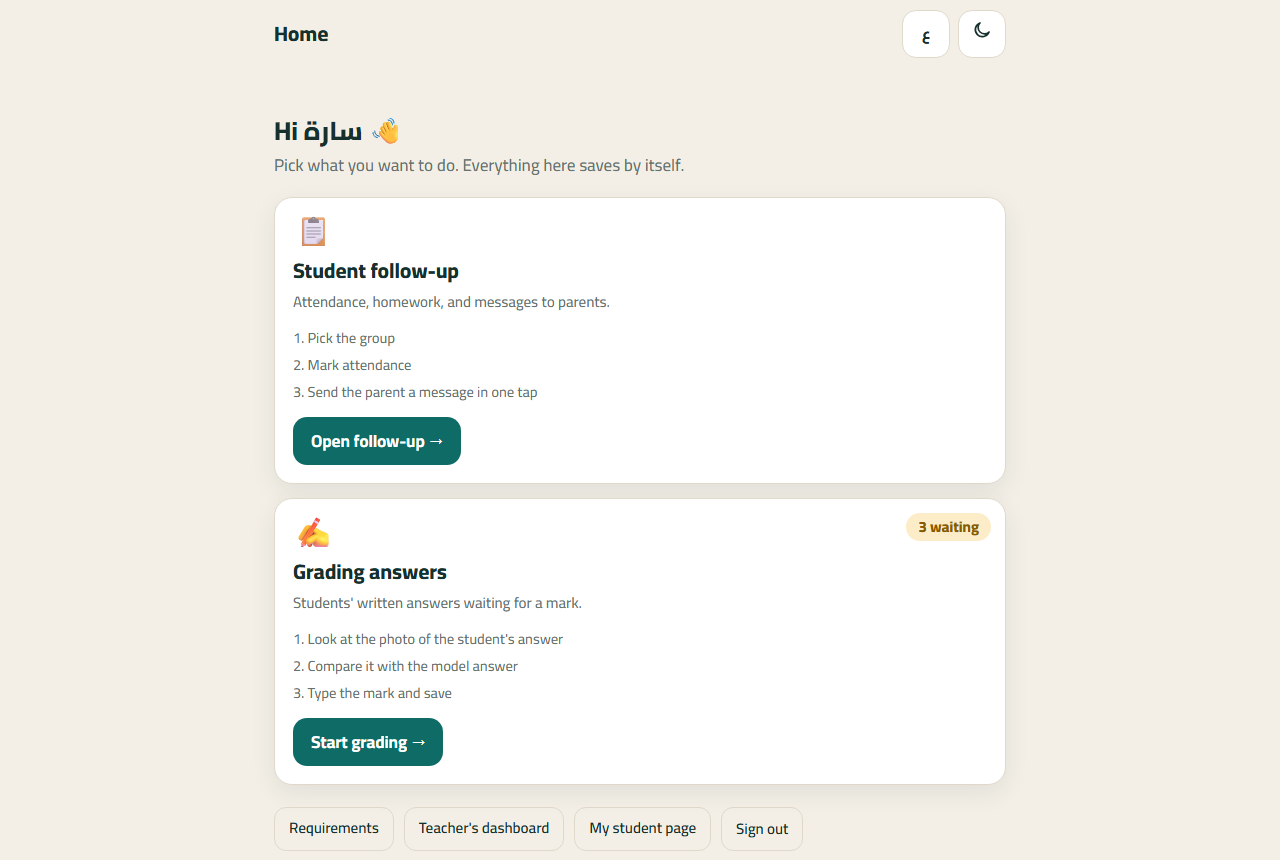 Home
ع
Hi سارة 👋
Pick what you want to do. Everything here saves by itself.
Student follow-up
Attendance, homework, and messages to parents.
1. Pick the group
2. Mark attendance
3. Send the parent a message in one tap
Open follow-up →
3 waiting
Grading answers
Students' written answers waiting for a mark.
1. Look at the photo of the student's answer
2. Compare it with the model answer
3. Type the mark and save
Start grading →
Requirements
Teacher's dashboard
My student page
Sign out